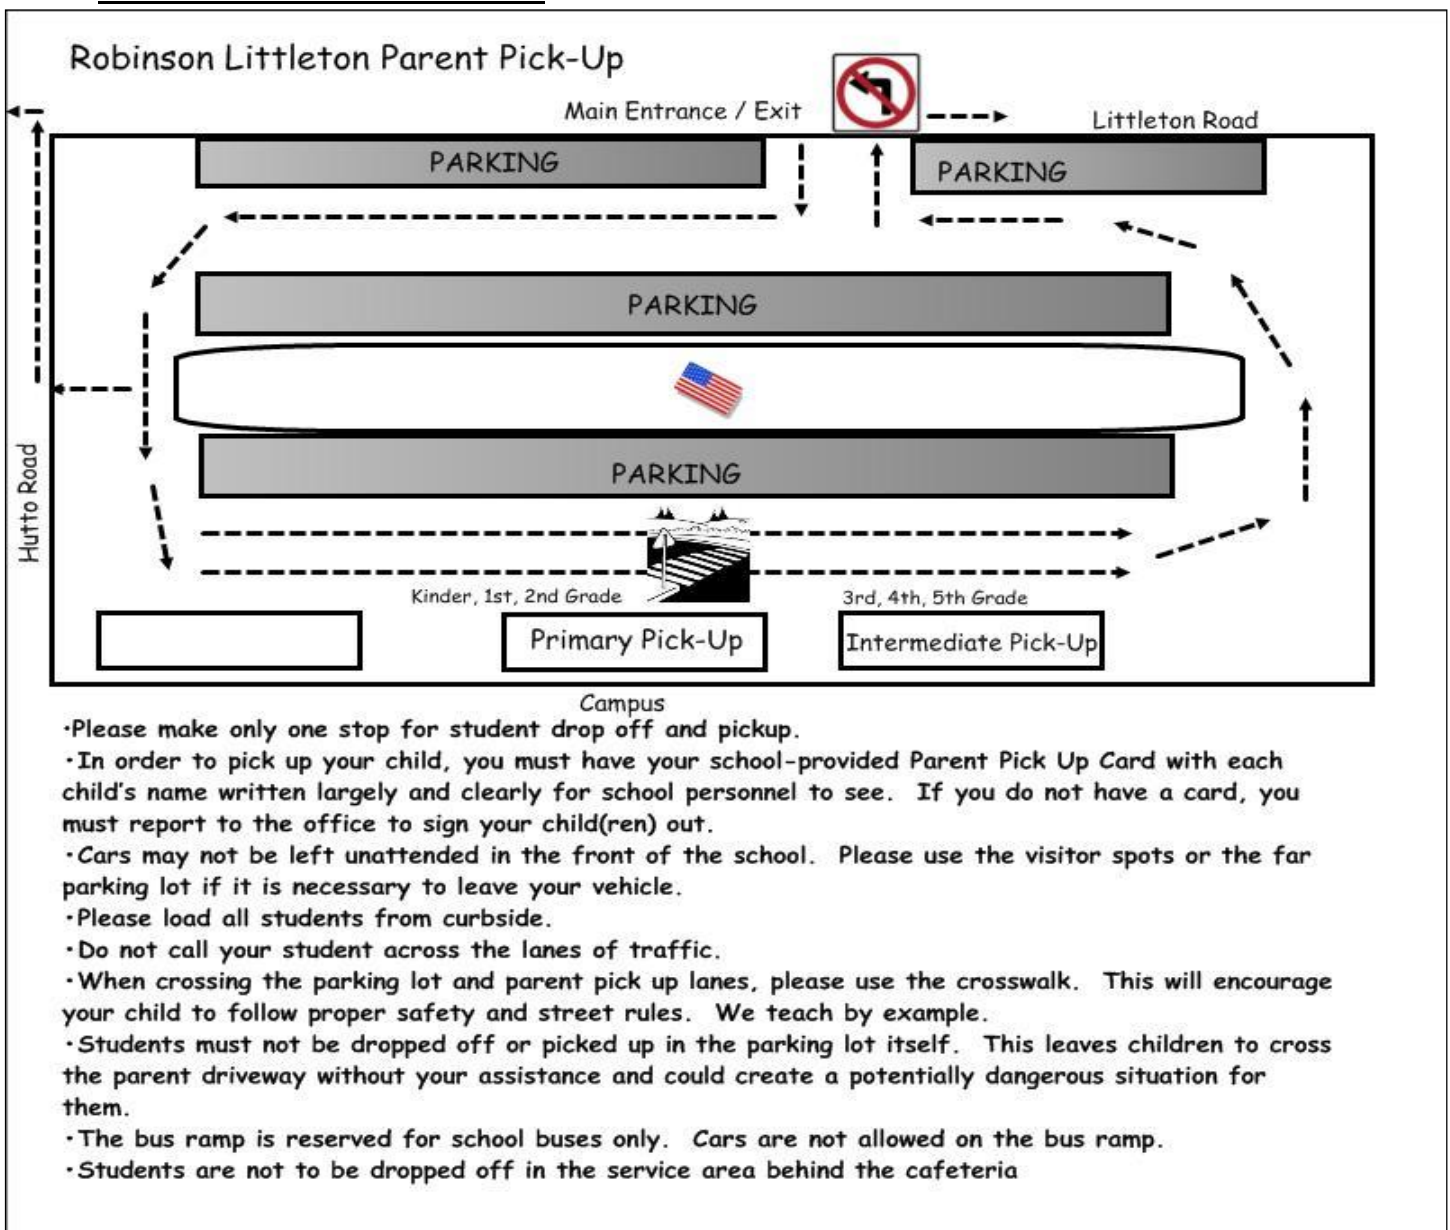 Robinson Littleton Parent Pick-Up
Main Entrance / Exit
Littleton Road
PARKING
PARKING
PARKING
PARKING
Hutto Road
Kinder, 1st, 2nd Grade
3rd, 4th, 5th Grade
Primary Pick-Up
Intermediate Pick-Up
Campus
·Please make only one stop for student drop off and pickup.
·In order to pick up your child, you must have your school-provided Parent Pick Up Card with each
child's name written largely and clearly for school personnel to see.  If you do not have a card, you
must report to the office to sign your child(ren) out.
·Cars may not be left unattended in the front of the school.  Please use the visitor spots or the far
parking lot if it is necessary to leave your vehicle.
·Please load all students from curbside.
·Do not call your student across the lanes of traffic.
·When crossing the parking lot and parent pick up lanes, please use the crosswalk.  This will encourage
your child to follow proper safety and street rules.  We teach by example.
·Students must not be dropped off or picked up in the parking lot itself.  This leaves children to cross
the parent driveway without your assistance and could create a potentially dangerous situation for
them.
·The bus ramp is reserved for school buses only.  Cars are not allowed on the bus ramp.
·Students are not to be dropped off in the service area behind the cafeteria